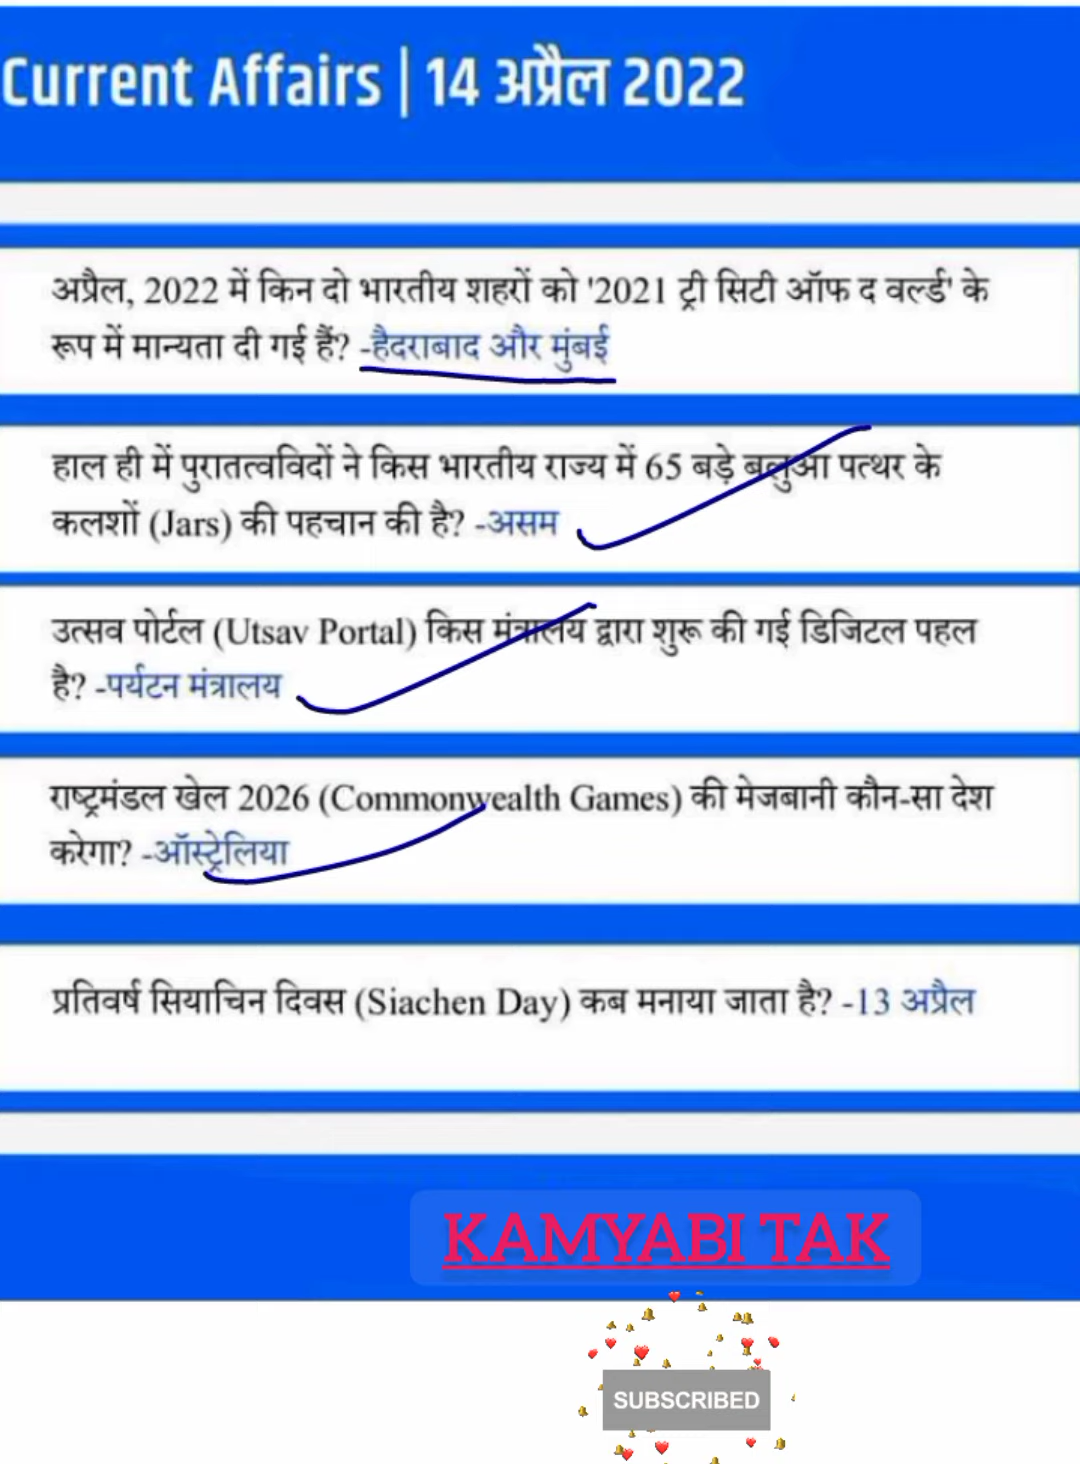 Current Affairs | 14 अप्रैल 2022
अप्रैल, 2022 में किन दो भारतीय शहरों को '2021 ट्री सिटी ऑफ द वर्ल्ड' के
रूप में मान्यता दी गई हैं? -हैदराबाद और मुंबई
हाल ही में पुरातत्वविदों ने किस भारतीय राज्य में 65 बड़े बलुआ पत्थर के
कलशों (Jars) की पहचान की है? -असम
उत्सव पोर्टल (Utsav Portal) किस मंत्रालय द्वारा शुरू की गई डिजिटल पहल
है? -पर्यटन मंत्रालय
राष्ट्रमंडल खेल 2026 (Commonwealth Games) की मेजबानी कौन-सा देश
करेगा? -ऑस्ट्रेलिया
प्रतिवर्ष सियाचिन दिवस (Siachen Day) कब मनाया जाता है? -13 अप्रैल
KAMYABI TAK
SUBSCRIBED